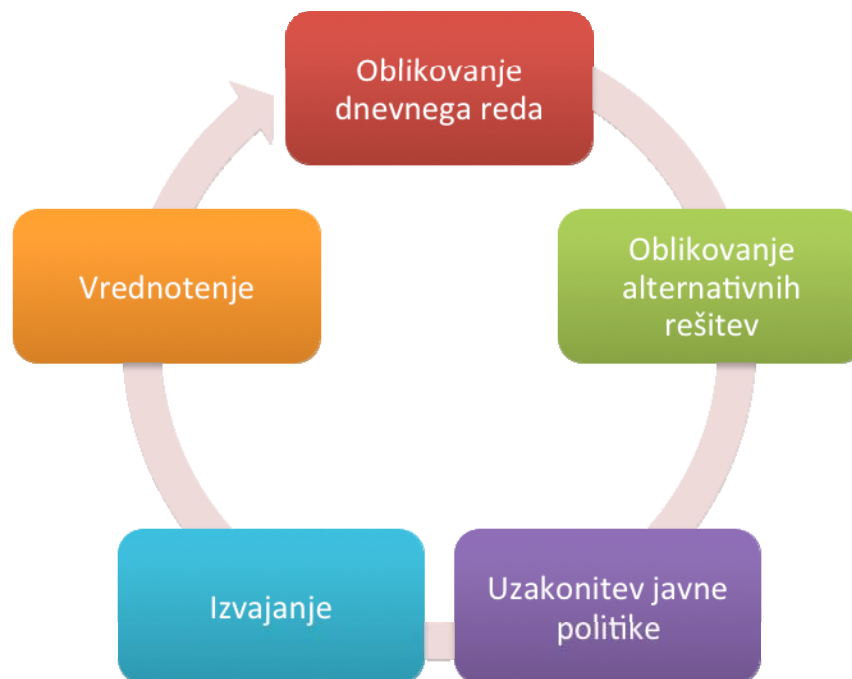 Oblikovanje
dnevnega reda
Oblikovanje
alternativnih
rešitev
Uzakonitev javne
politike
Izvajanje
Vrednotenje